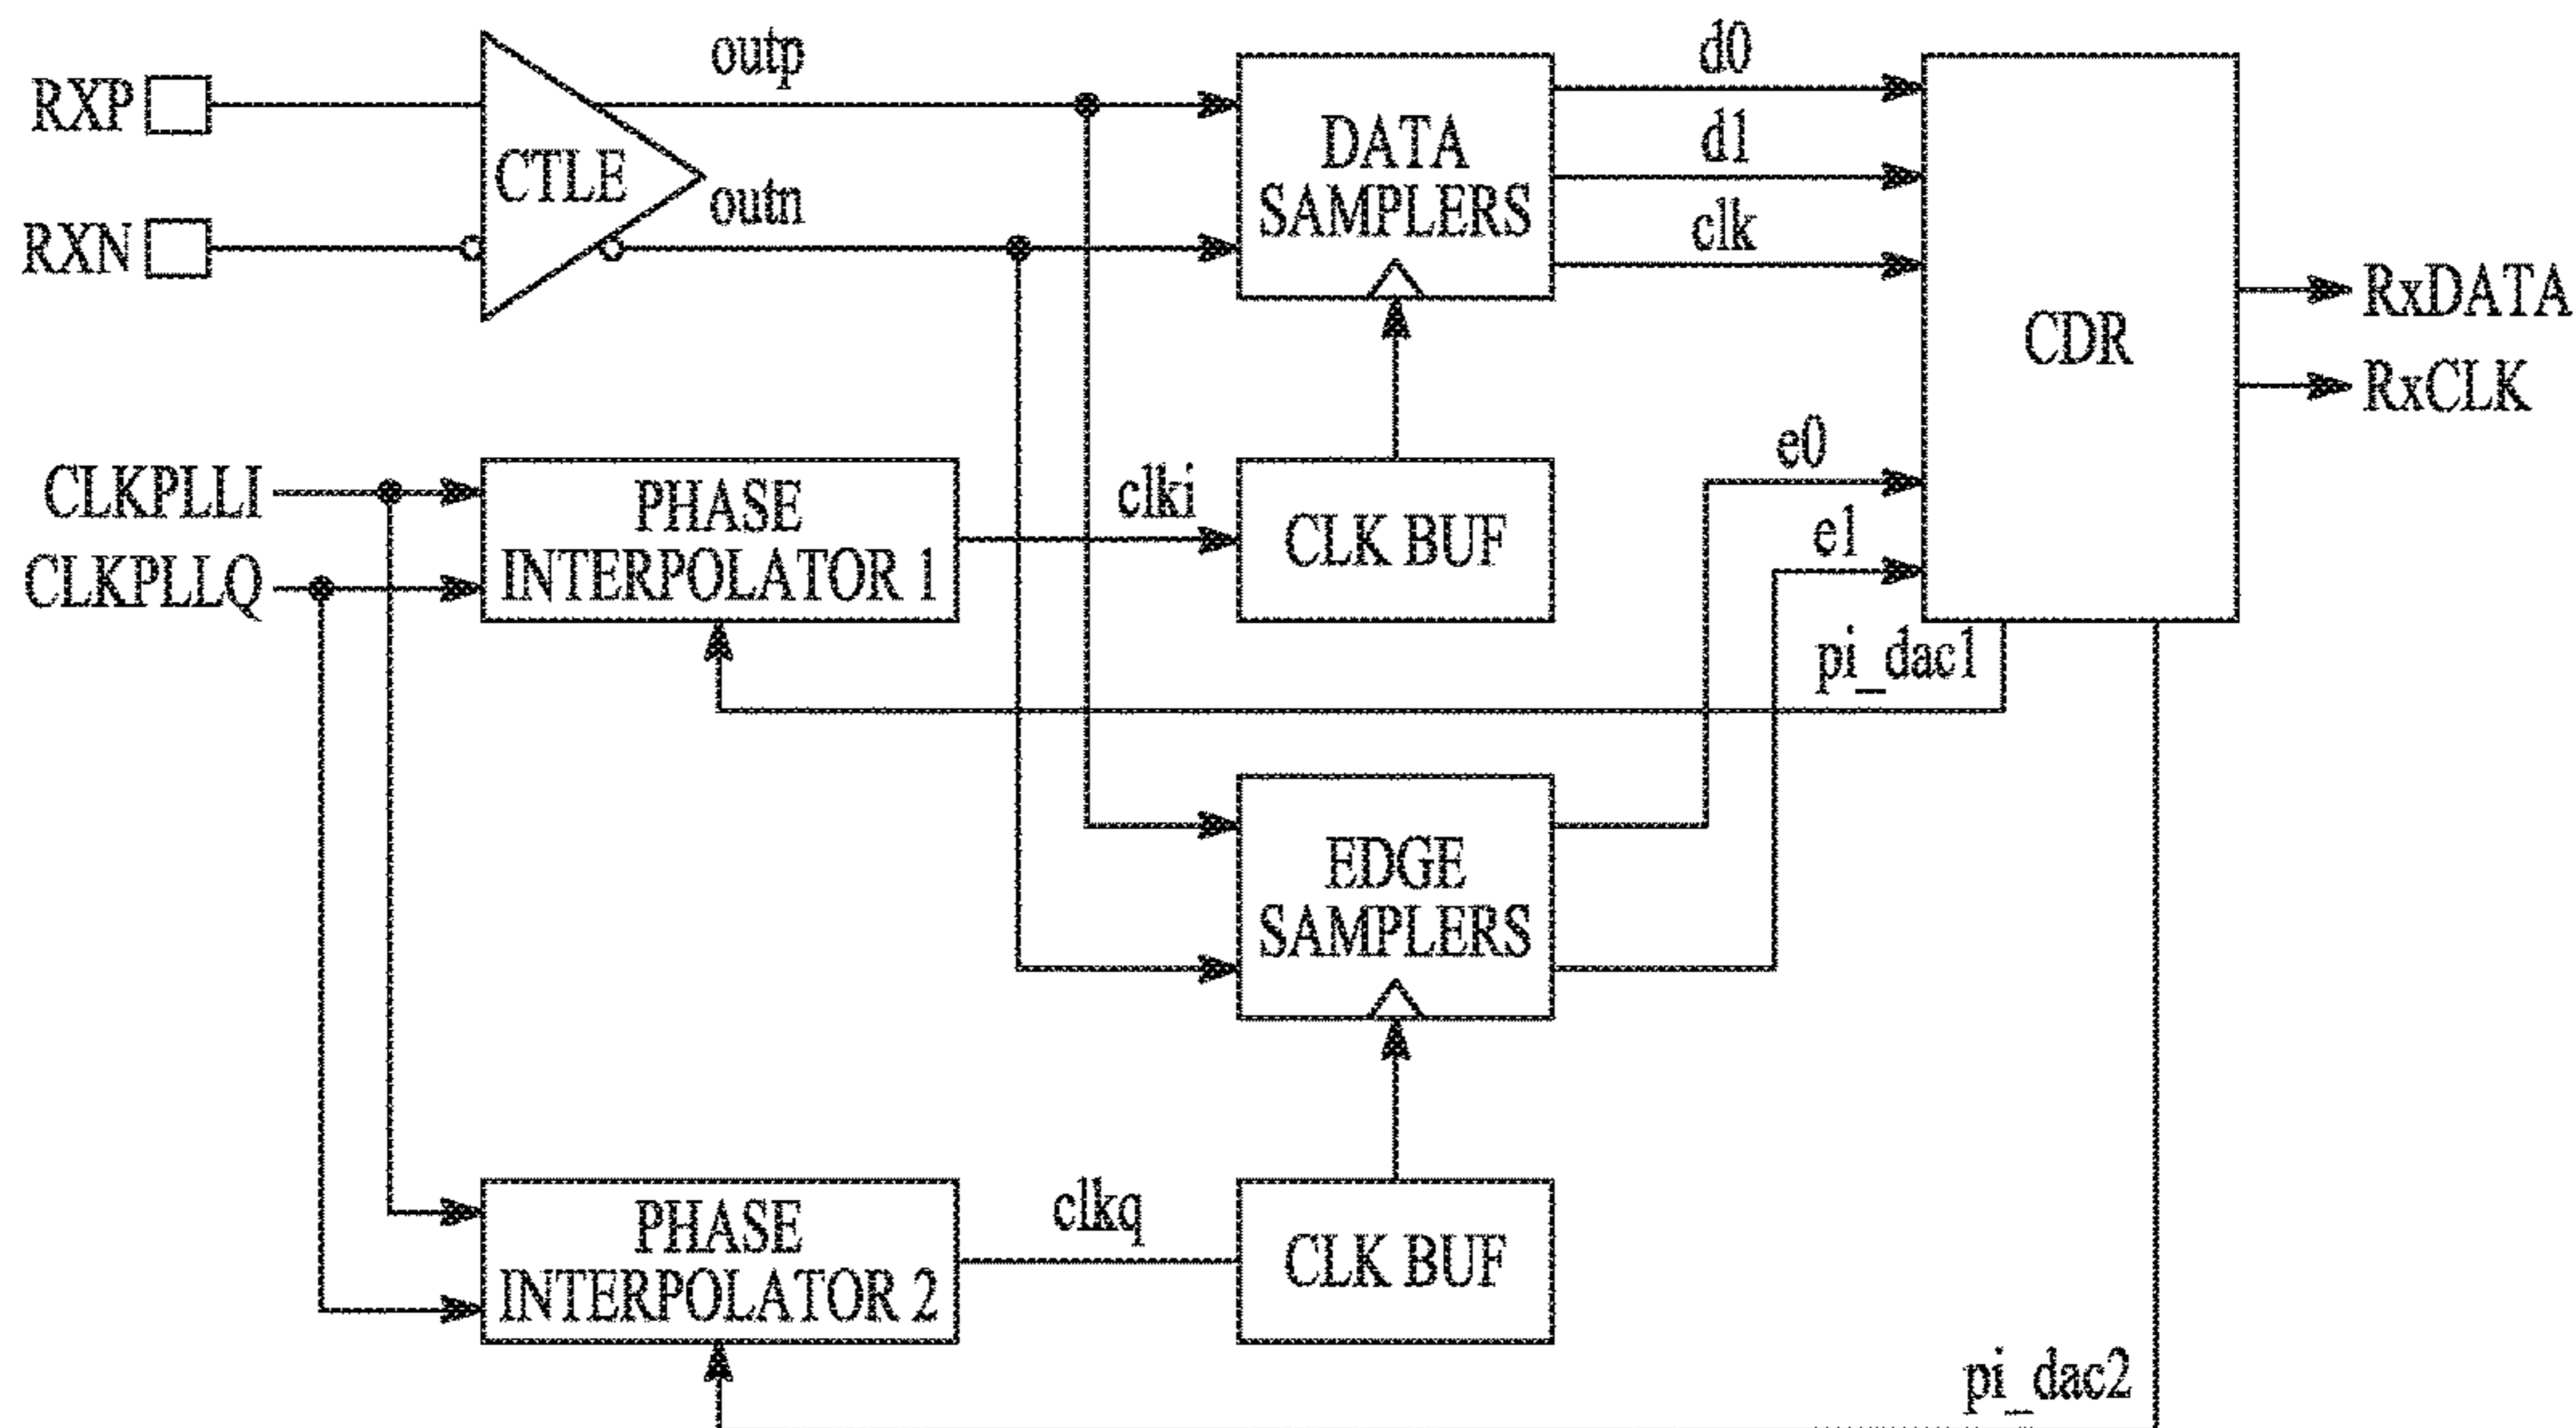 RXP
RXN
CTLE
outp
outn
DATA
SAMPLERS
d0
d1
clk
CDR
RxDATA
RxCLK
CLKPLLI
CLKPLLQ
PHASE
INTERPOLATOR 1
clki
CLK BUF
e0
e1
pi_dac1
EDGE
SAMPLERS
PHASE
INTERPOLATOR 2
clkq
CLK BUF
pi_dac2